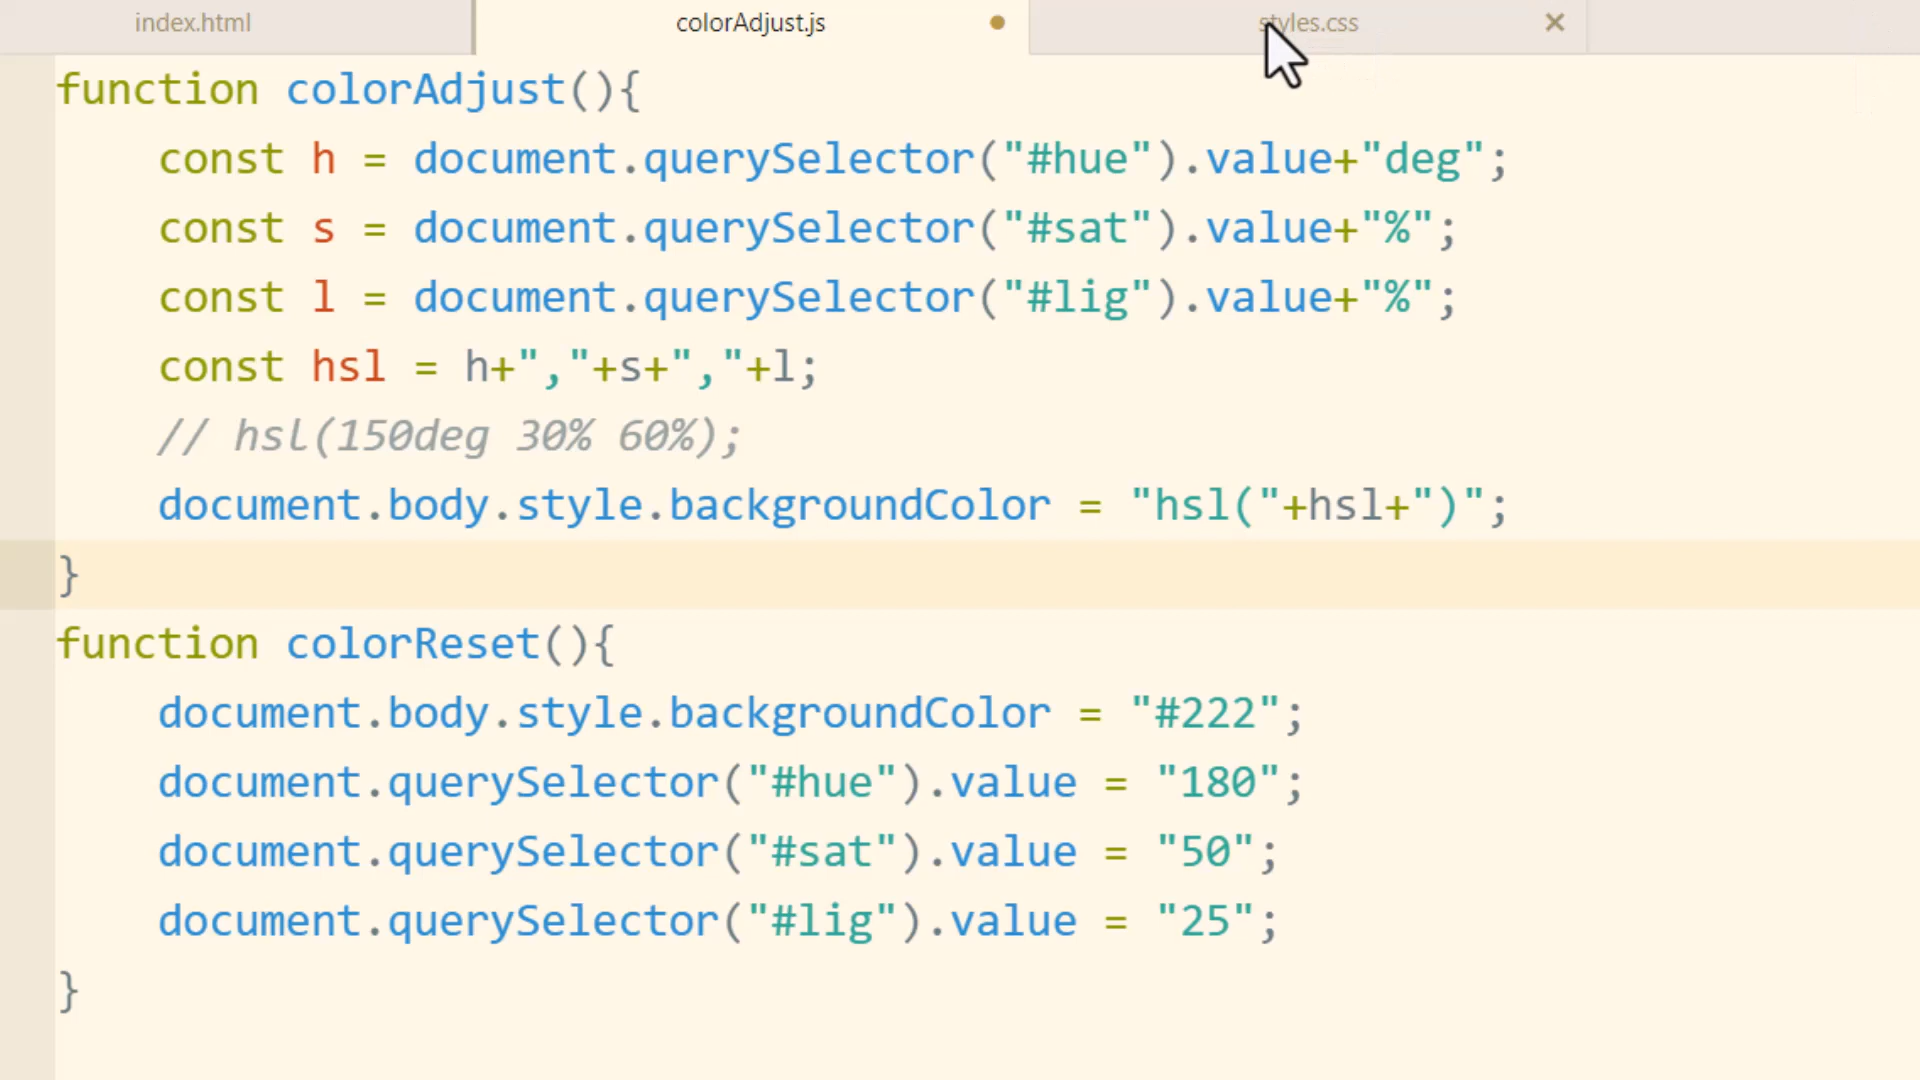 index.html
colorAdjust.js
styles.css
function colorAdjust(){
    const h = document.querySelector("#hue").value+"deg";
    const s = document.querySelector("#sat").value+"%";
    const l = document.querySelector("#lig").value+"%";
    const hsl = h+","+s+","+l;
    // hsl(150deg 30% 60%);
    document.body.style.backgroundColor = "hsl("+hsl+")";
}
function colorReset(){
    document.body.style.backgroundColor = "#222";
    document.querySelector("#hue").value = "180";
    document.querySelector("#sat").value = "50";
    document.querySelector("#lig").value = "25";
}